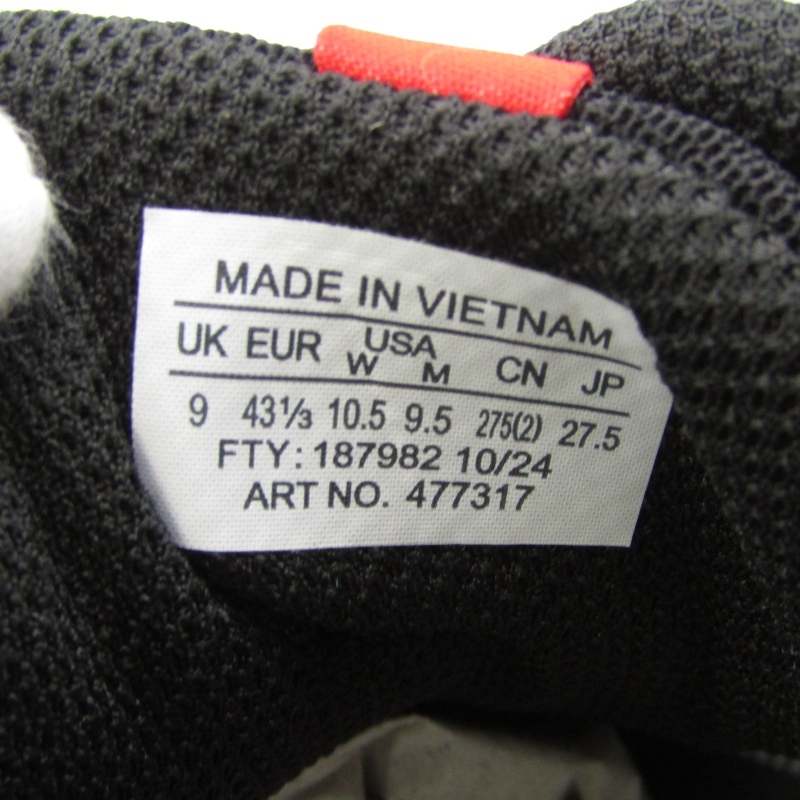 MADE IN VIETNAM
UK EUR USA W M CN JP
9 43⅓ 10.5 9.5 275(2) 27.5
FTY: 187982 10/24
ART NO. 477317